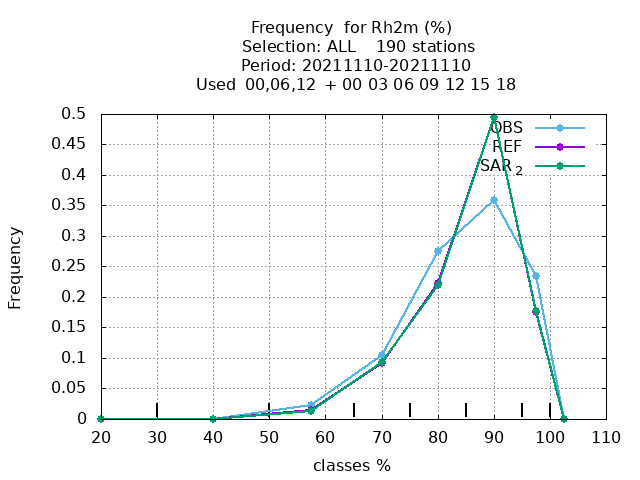 Frequency  for Rh2m (%)
Selection: ALL    190 stations
Period: 20211110-20211110
Used  00,06,12  + 00 03 06 09 12 15 18
0.5
0.45
0.4
0.35
0.3
0.25
0.2
0.15
0.1
0.05
0
OBS
REF
SAR 2
Frequency
20 30 40 50 60 70 80 90 100 110
classes %